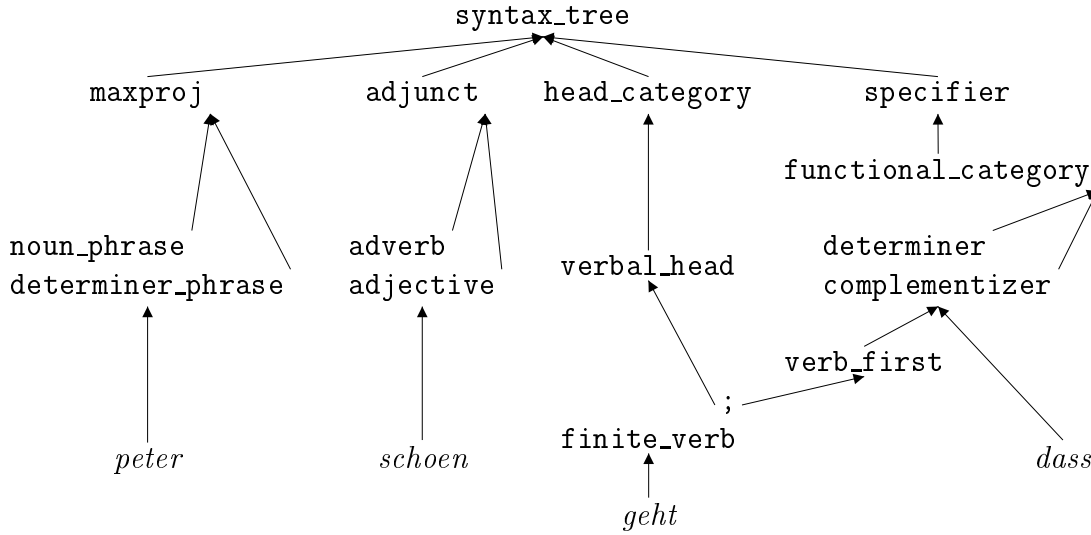 syntax_tree
maxproj adjunct head_category specifier
functional_category
noun_phrase adverb determiner
verbal_head
determiner_phrase adjective complementizer
verb_first
;
finite_verb
peter schoen dass
geht